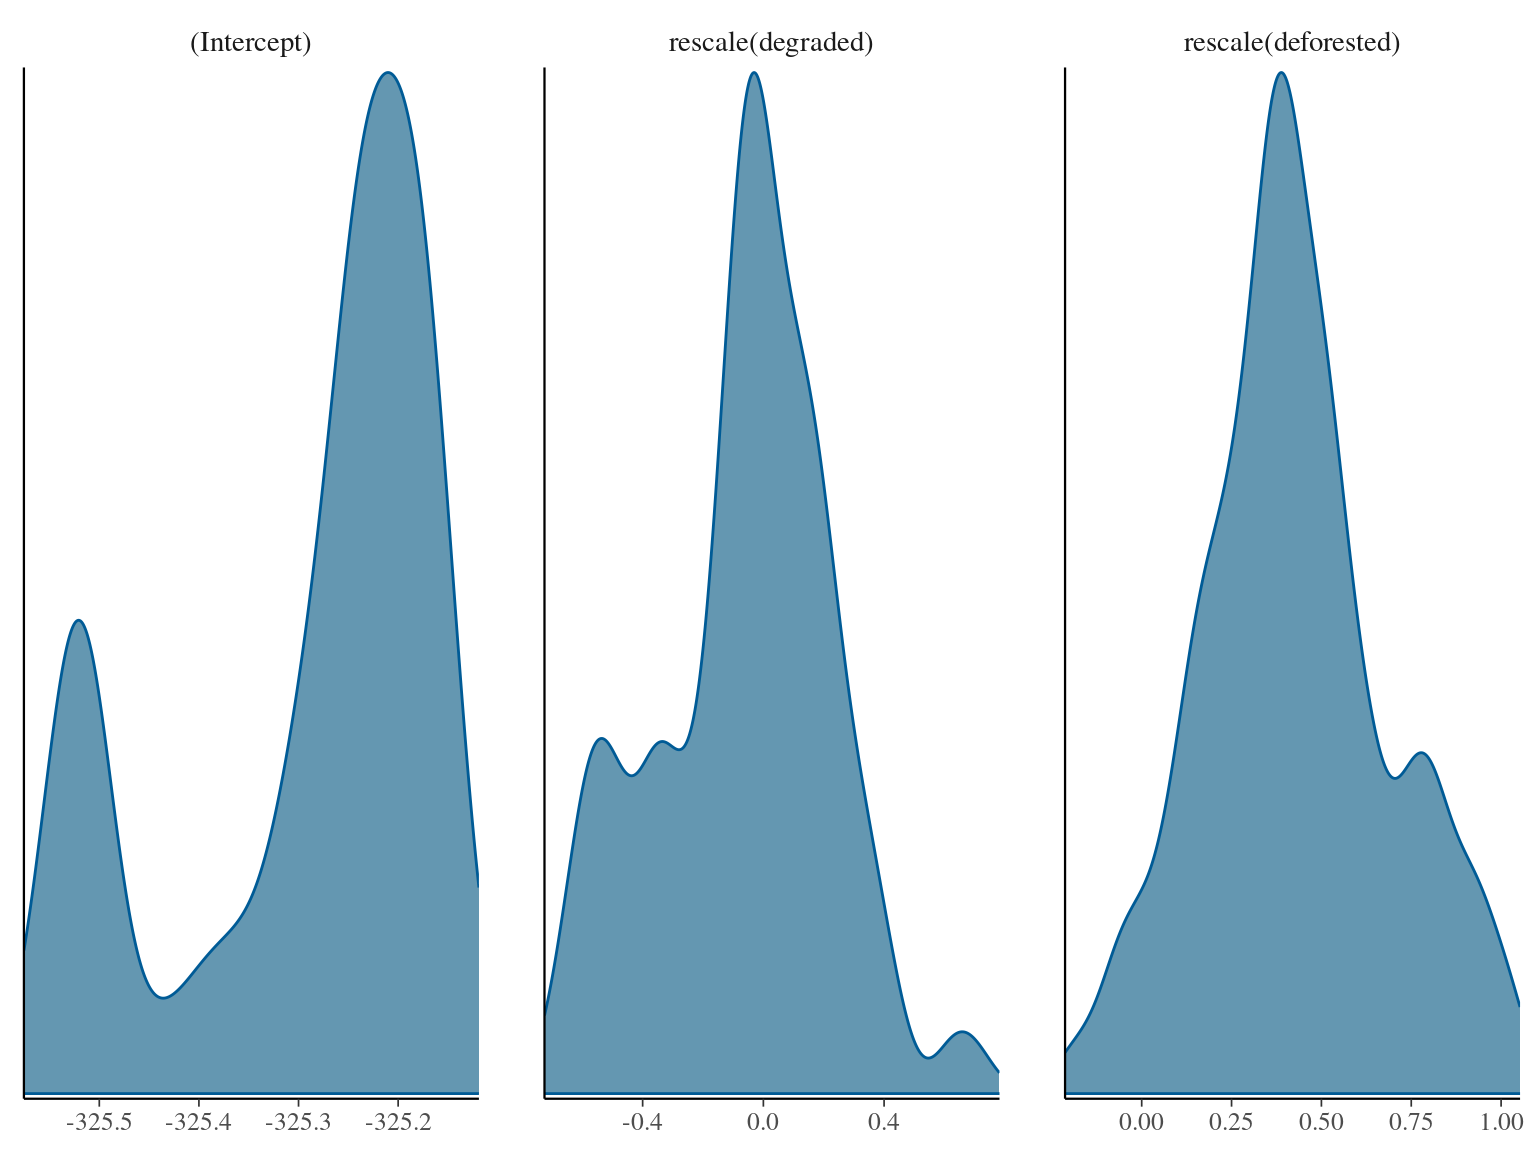 (Intercept)
rescale(degraded)
rescale(deforested)
-325.5 -325.4 -325.3 -325.2
-0.4 0.0 0.4
0.00 0.25 0.50 0.75 1.00